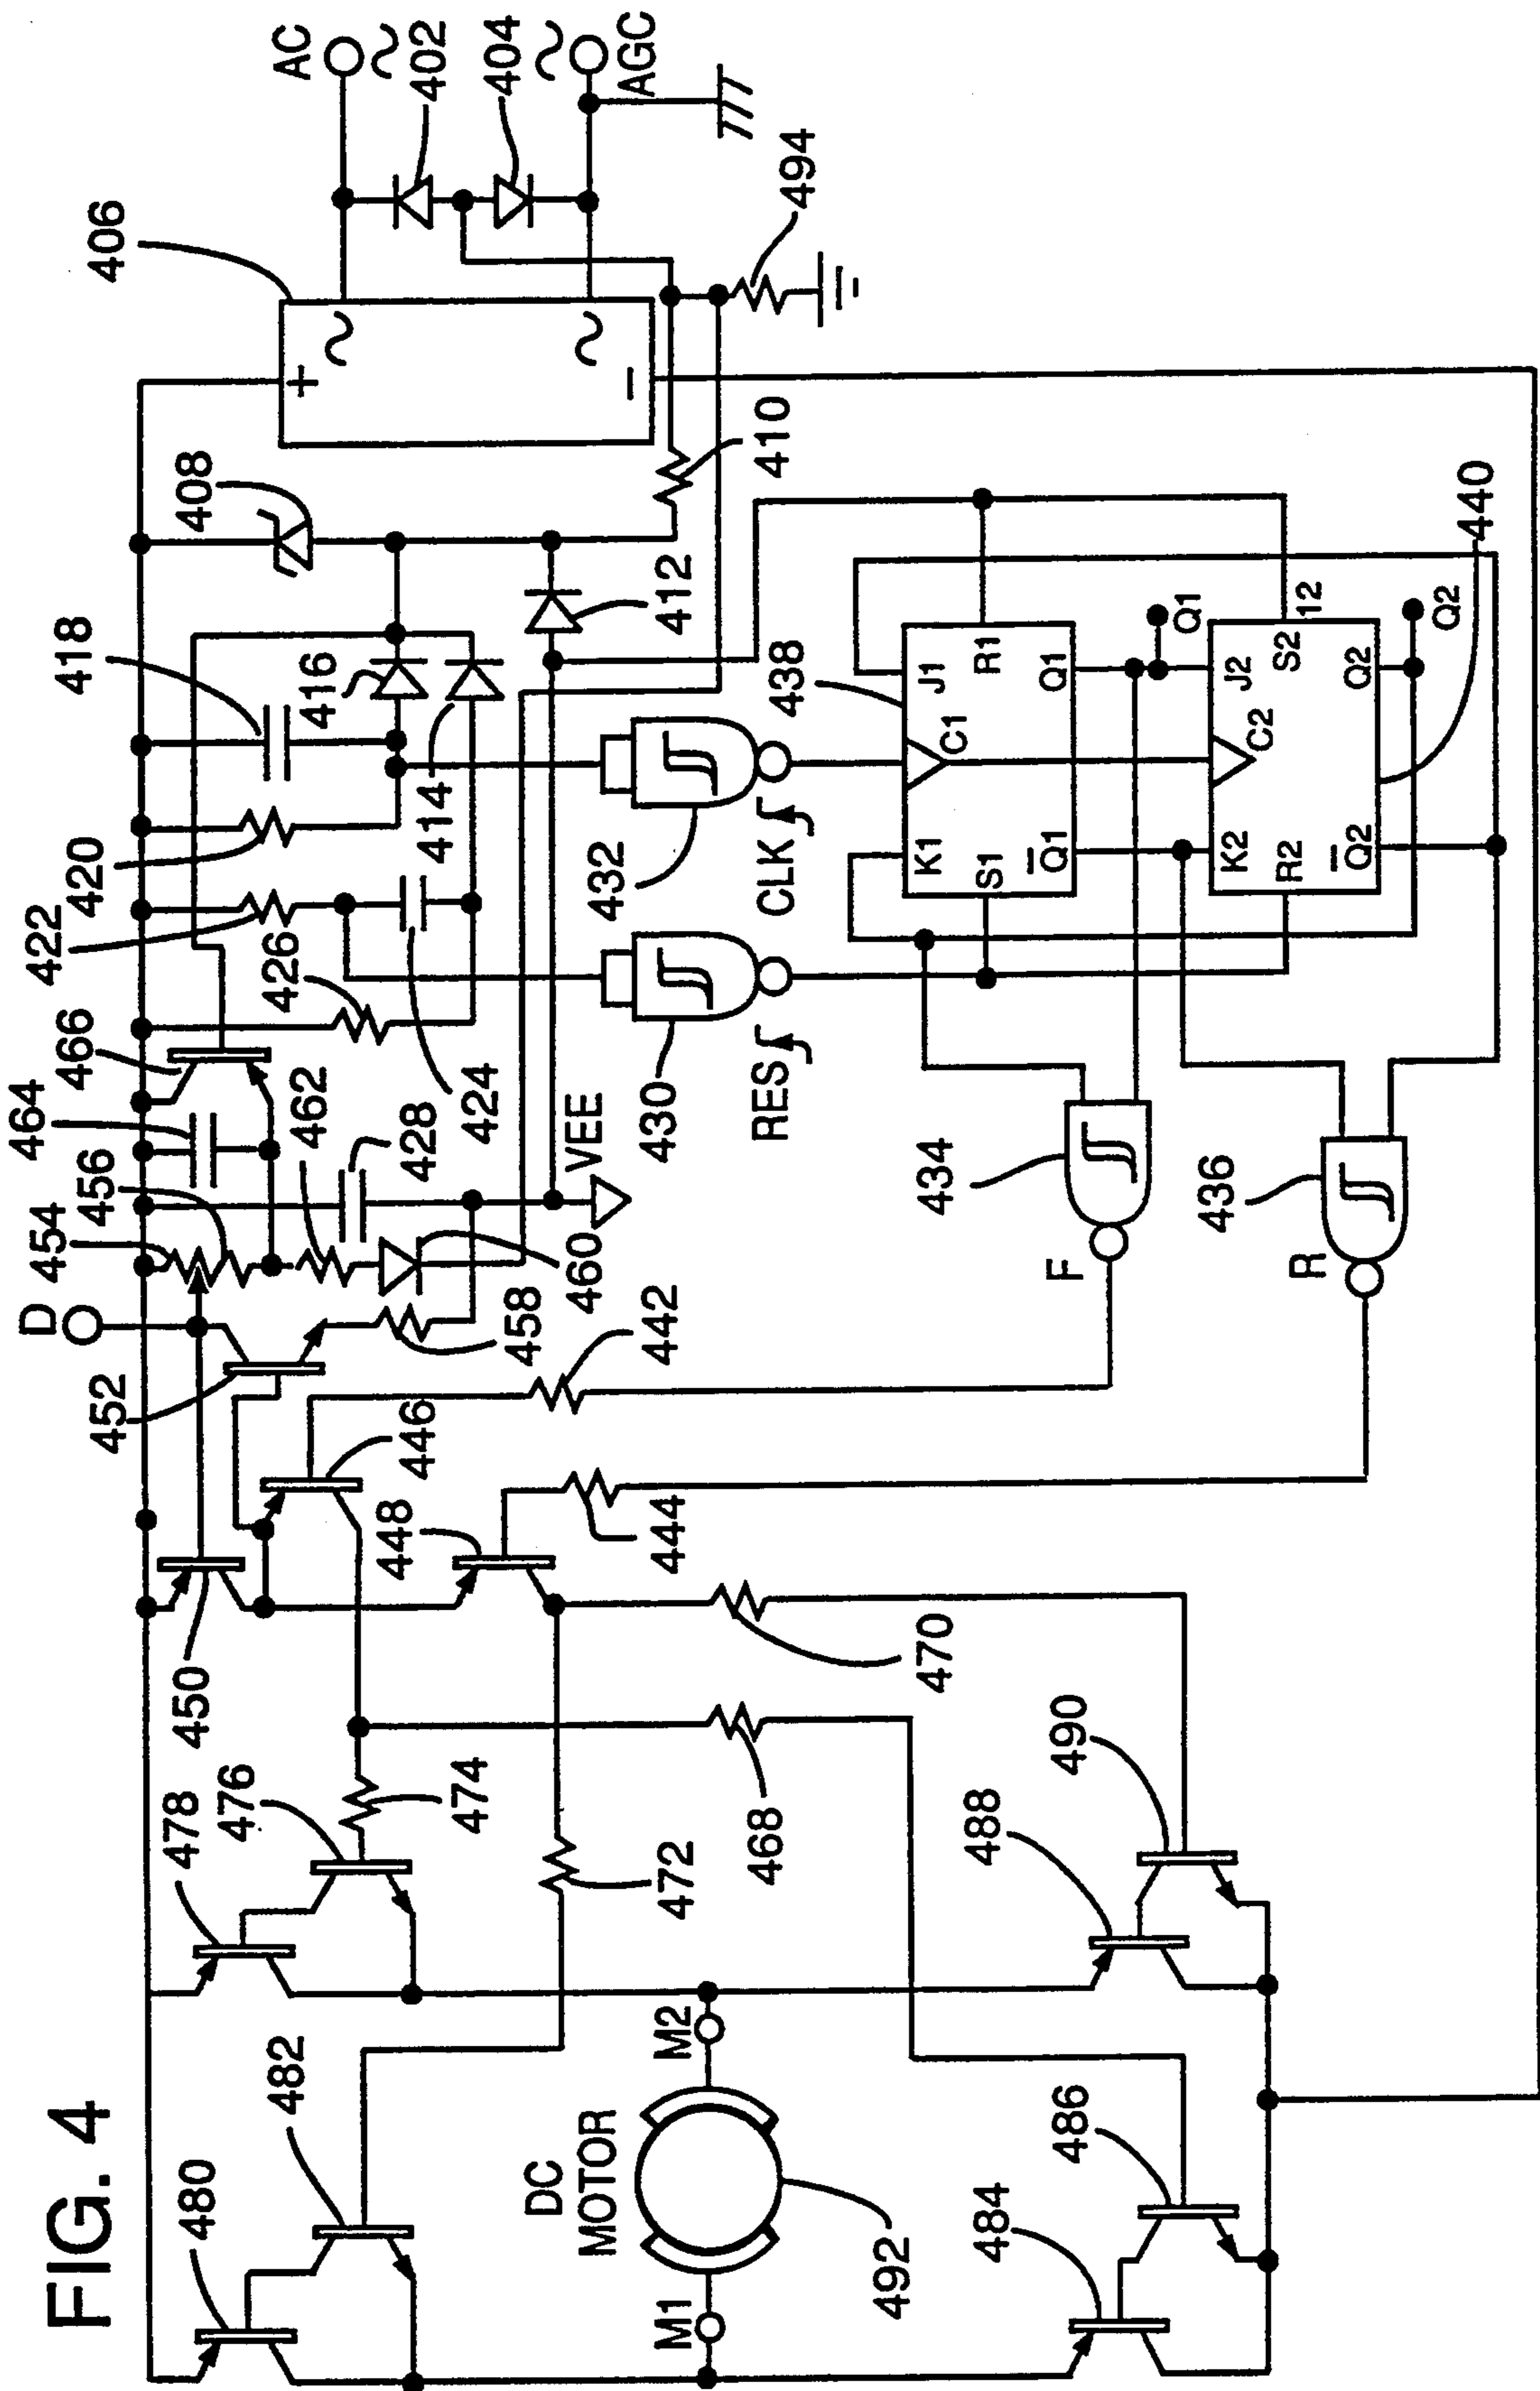 FIG. 4
AC
~
402
404
~
AGC
406
+
~
~
-
494
408
410
412
418
416
414
420
422
426
424
432
CLK
430
RES
438
J1
C1
K1
R1
S1
Q1
Q1
Q1
J2
C2
K2
S2
12
R2
Q2
Q2
Q2
440
466
464
462
456
454
428
VEE
460
458
D
452
442
446
444
448
450
434
F
436
R
470
468
474
472
476
478
480
482
490
488
486
484
M2
M1
DC
MOTOR
492